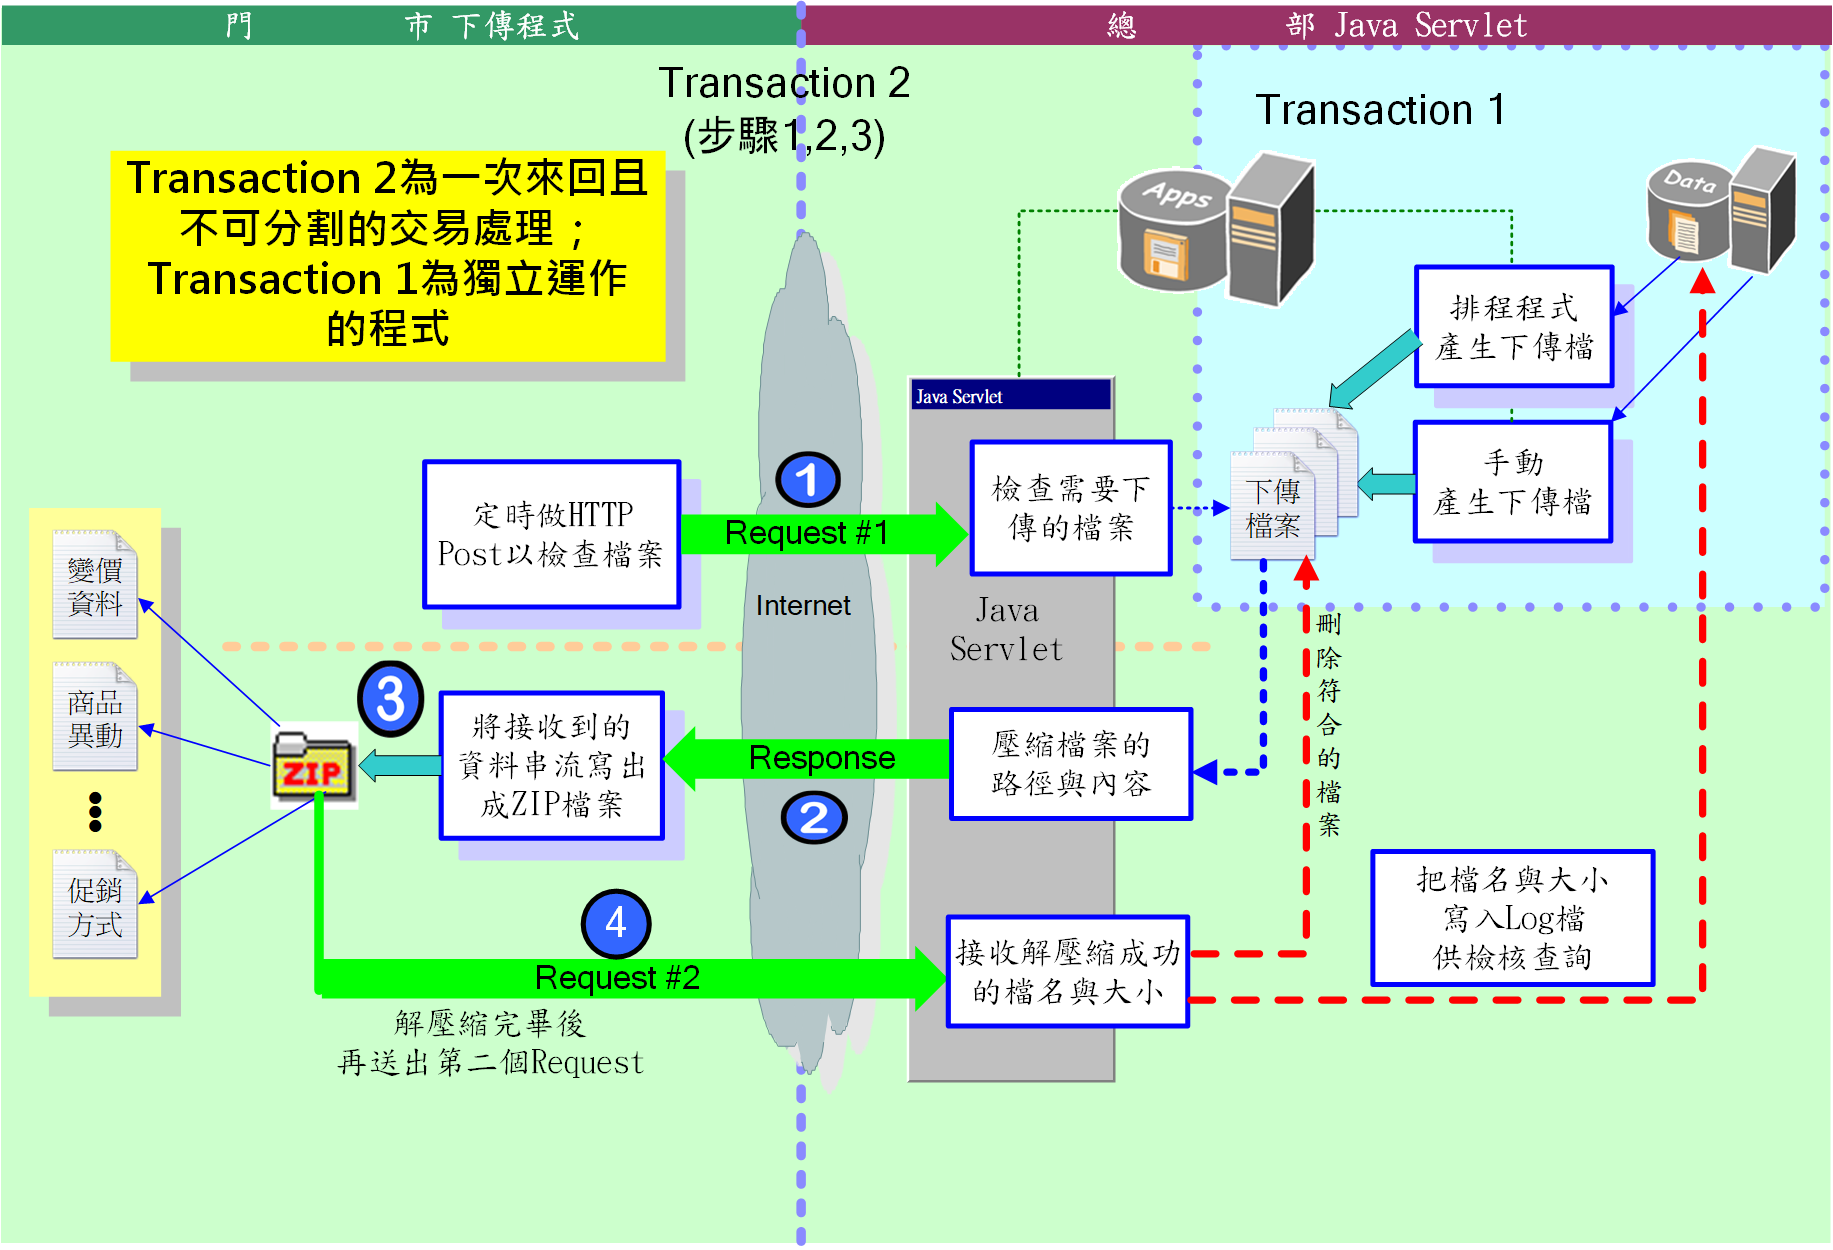 門 市 下傳程式
總 部 Java Servlet
Transaction 2
(步驟1,2,3)
Transaction 1
Transaction 2為一次來回且
不可分割的交易處理；
Transaction 1為獨立運作
的程式
Apps
Data
排程程式
產生下傳檔
手動
產生下傳檔
下傳
檔案
Java Servlet
檢查需要下
傳的檔案
1
定時做HTTP
Post以檢查檔案
Request #1
Internet
Java
Servlet
刪除符合的檔案
變價
資料
商品
異動
促銷
方式
ZIP
3
將接收到的
資料串流寫出
成ZIP檔案
Response
2
壓縮檔案的
路徑與內容
4
Request #2
解壓縮完畢後
再送出第二個Request
接收解壓縮成功
的檔名與大小
把檔名與大小
寫入Log檔
供檢核查詢